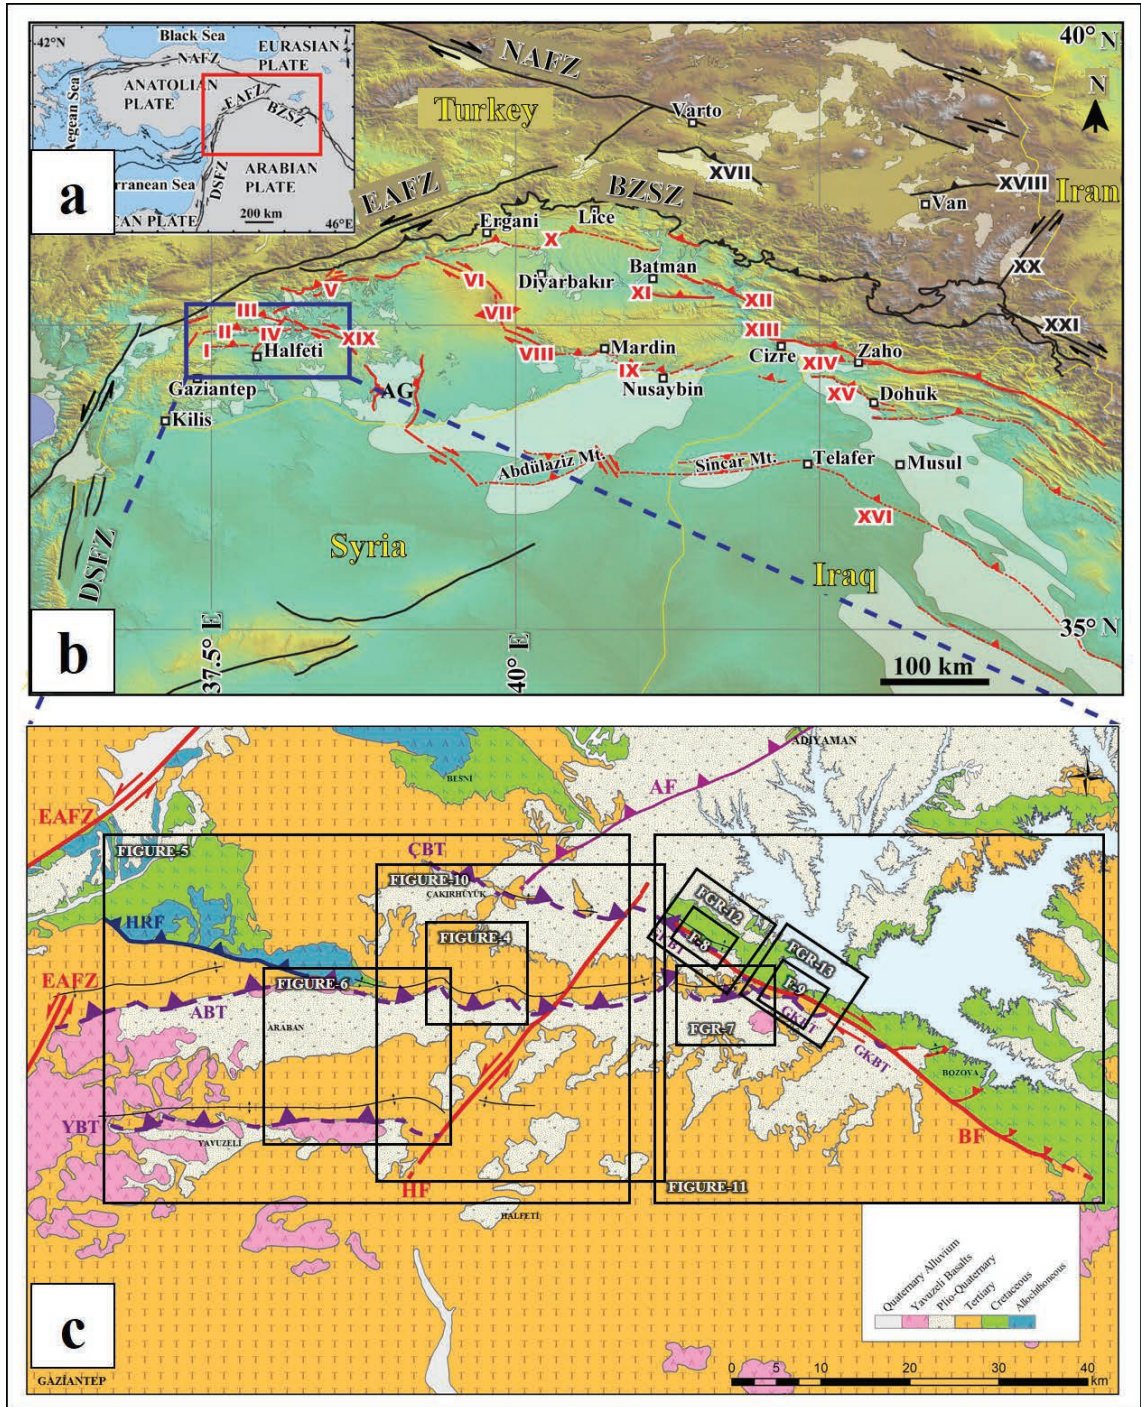 42°N
Black Sea
EURASIAN
PLATE
NAFZ
ANATOLIAN
PLATE
EAFZ
BZSZ
Aegean Sea
rranean Sea
CAN PLATE
DSFZ
ARABIAN
PLATE
200 km
46°E
a
40° N
N
NAFZ
Turkey
Varto
XVII
XVIII
Iran
Van
EAFZ
BZSZ
Ergani
Lice
X
XX
V
VI
Diyarbakır
Batman
XI
XII
XXI
III
VII
II
IV
XIX
XIII
I
Halfeti
VIII
Mardin
Cizre
Zaho
XIV
IX
Gaziantep
AG
Nusaybin
XV
Dohuk
Kilis
Abdülaziz Mt.
Sincar Mt.
Telafer
Musul
XVI
DSFZ
Syria
Iraq
35° N
37.5° E
40° E
100 km
b
ADIYAMAN
BESNİ
AF
EAFZ
FIGURE-5
ÇBT
FIGURE-10
ÇAKIRHÜYÜK
FGR-12
HRF
FIGURE-4
F-8
FGR-13
EAFZ
FIGURE-6
F-9
ABT
ARABAN
FGR-7
GKBT
GKBT
BOZOVA
YBT
YAVUZELİ
BF
HF
FIGURE-11
HALFETİ
Quaternary Alluvium
Yavuzeli Basalts
Plio-Quaternary
Tertiary
Cretaceous
Allochthoneous
c
GAZİANTEP
0 5 10 20 30 40
km